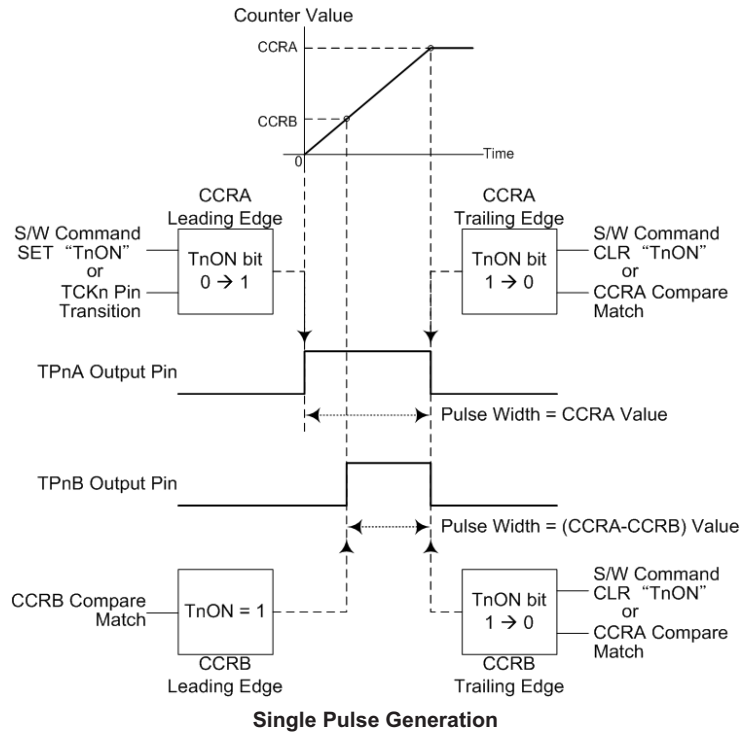 Counter Value
CCRA
CCRB
0
Time
CCRA
Leading Edge
S/W Command
SET “TnON”
or
TCKn Pin
Transition
TnON bit
0 → 1
CCRA
Trailing Edge
TnON bit
1 → 0
S/W Command
CLR “TnON”
or
CCRA Compare
Match
TPnA Output Pin
Pulse Width = CCRA Value
TPnB Output Pin
Pulse Width = (CCRA-CCRB) Value
CCRB Compare
Match
TnON = 1
CCRB
Leading Edge
TnON bit
1 → 0
S/W Command
CLR “TnON”
or
CCRA Compare
Match
CCRB
Trailing Edge
Single Pulse Generation